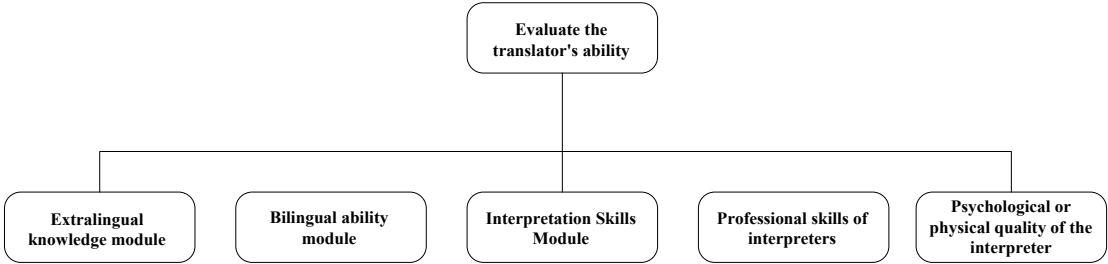 Evaluate the
translator's ability
Extralingual
knowledge module
Bilingual ability
module
Interpretation Skills
Module
Professional skills of
interpreters
Psychological or
physical quality of the
interpreter